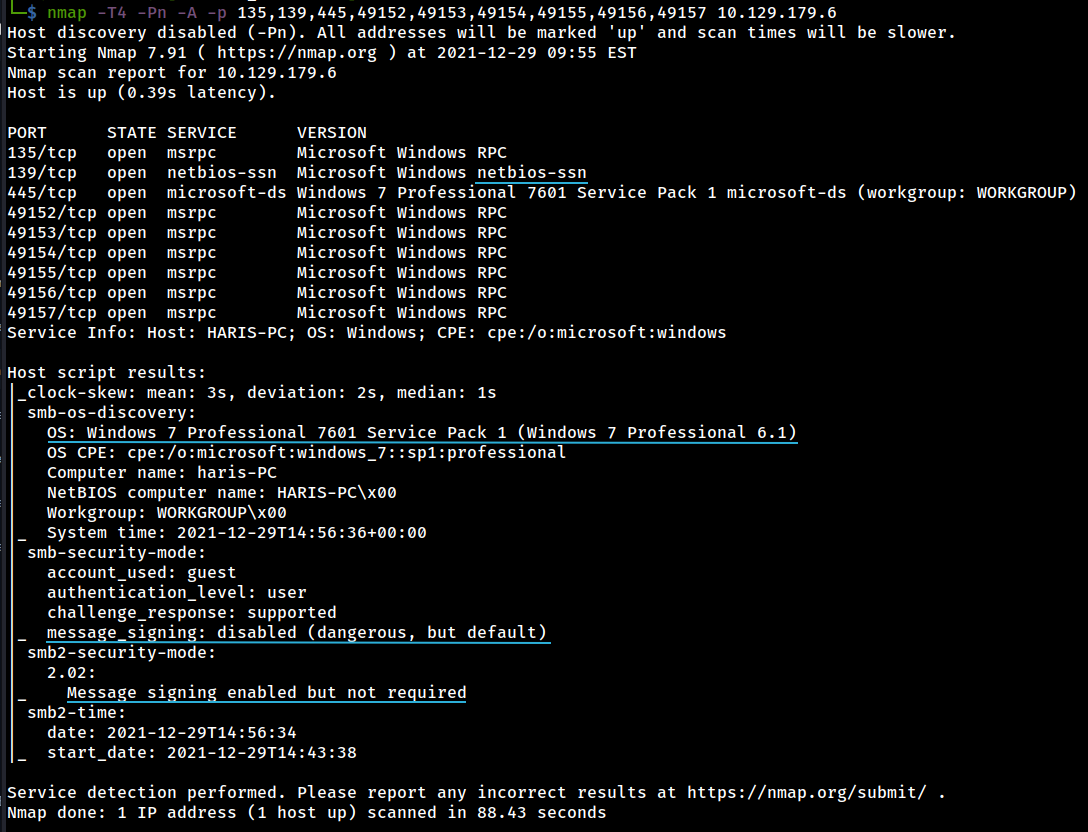 └─$ nmap -T4 -Pn -A -p 135,139,445,49152,49153,49154,49155,49156,49157 10.129.179.6
Host discovery disabled (-Pn). All addresses will be marked 'up' and scan times will be slower.
Starting Nmap 7.91 ( https://nmap.org ) at 2021-12-29 09:55 EST
Nmap scan report for 10.129.179.6
Host is up (0.39s latency).

PORT      STATE SERVICE      VERSION
135/tcp   open  msrpc        Microsoft Windows RPC
139/tcp   open  netbios-ssn  Microsoft Windows netbios-ssn
445/tcp   open  microsoft-ds Windows 7 Professional 7601 Service Pack 1 microsoft-ds (workgroup: WORKGROUP)
49152/tcp open  msrpc        Microsoft Windows RPC
49153/tcp open  msrpc        Microsoft Windows RPC
49154/tcp open  msrpc        Microsoft Windows RPC
49155/tcp open  msrpc        Microsoft Windows RPC
49156/tcp open  msrpc        Microsoft Windows RPC
49157/tcp open  msrpc        Microsoft Windows RPC
Service Info: Host: HARIS-PC; OS: Windows; CPE: cpe:/o:microsoft:windows

Host script results:
|_clock-skew: mean: 3s, deviation: 2s, median: 1s
| smb-os-discovery:
|   OS: Windows 7 Professional 7601 Service Pack 1 (Windows 7 Professional 6.1)
|   OS CPE: cpe:/o:microsoft:windows_7::sp1:professional
|   Computer name: haris-PC
|   NetBIOS computer name: HARIS-PC\x00
|   Workgroup: WORKGROUP\x00
|_  System time: 2021-12-29T14:56:36+00:00
| smb-security-mode:
|   account_used: guest
|   authentication_level: user
|   challenge_response: supported
|_  message_signing: disabled (dangerous, but default)
| smb2-security-mode:
|   2.02:
|_    Message signing enabled but not required
| smb2-time:
|   date: 2021-12-29T14:56:34
|_  start_date: 2021-12-29T14:43:38

Service detection performed. Please report any incorrect results at https://nmap.org/submit/ .
Nmap done: 1 IP address (1 host up) scanned in 88.43 seconds